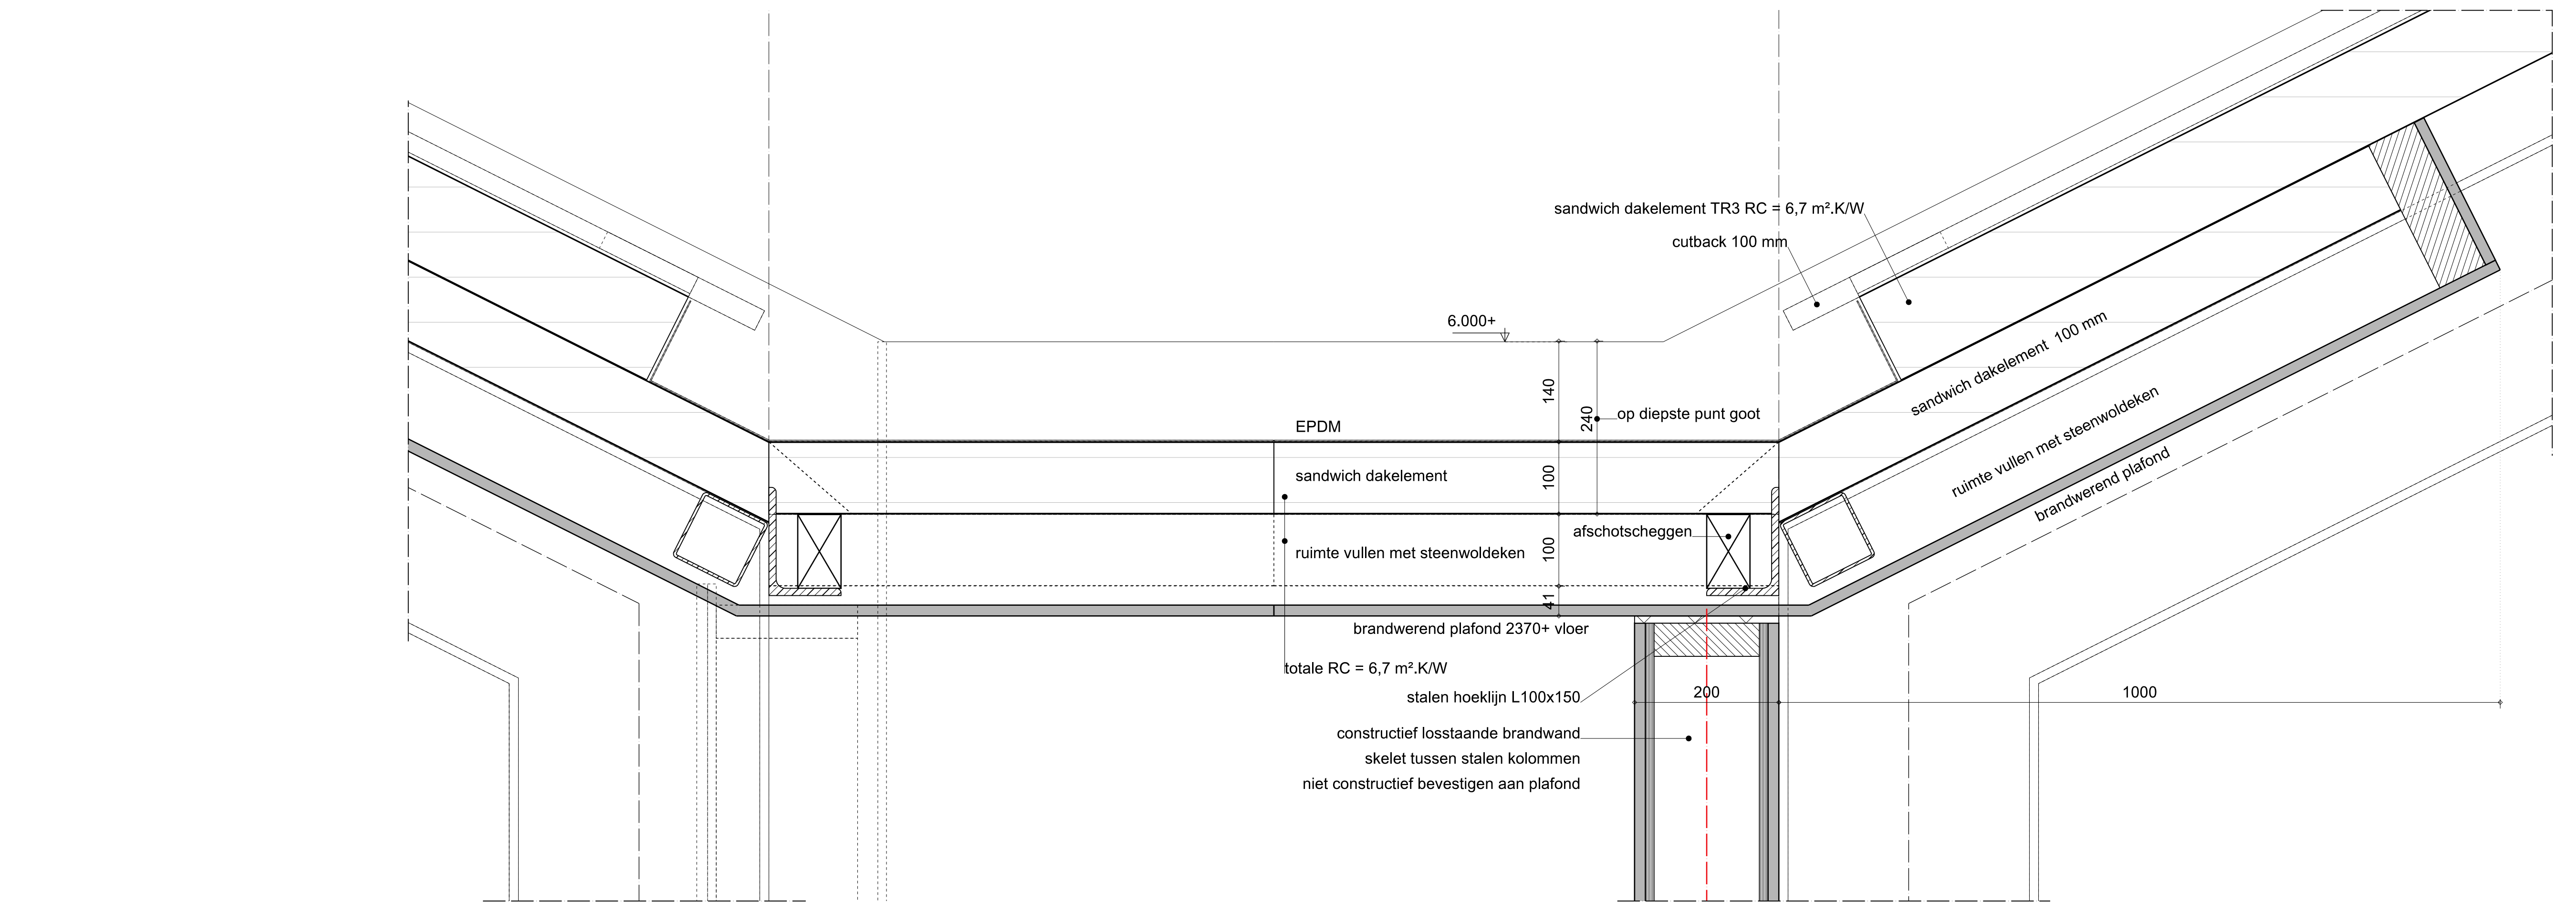 sandwich dakelement TR3 RC = 6,7 m².K/W
cutback 100 mm
6.000+
140
240
op diepste punt goot
EPDM
sandwich dakelement 100 mm
100
sandwich dakelement
ruimte vullen met steenwoldeken
afschotscheggen
brandwerend plafond
100
ruimte vullen met steenwoldeken
41
brandwerend plafond 2370+ vloer
totale RC = 6,7 m².K/W
stalen hoeklijn L100x150
200
1000
constructief losstaande brandwand
skelet tussen stalen kolommen
niet constructief bevestigen aan plafond